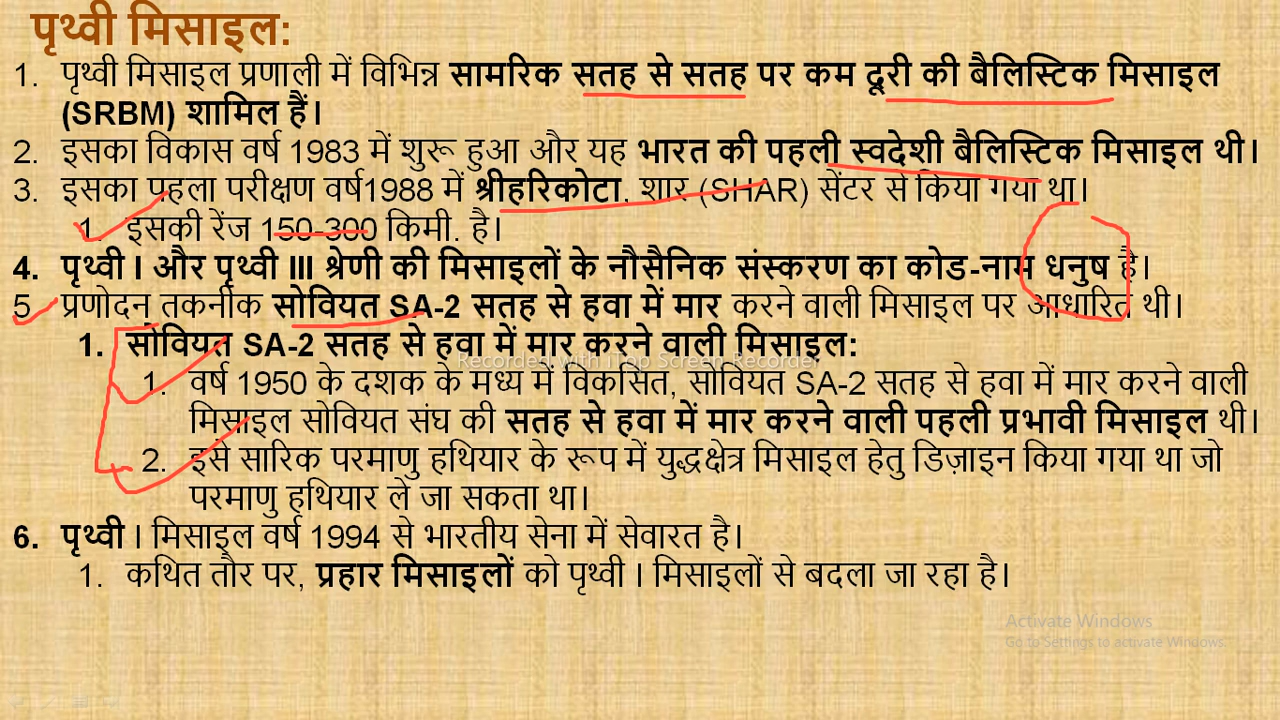 पृथ्वी मिसाइल:
1. पृथ्वी मिसाइल प्रणाली में विभिन्न सामरिक सतह से सतह पर कम दूरी की बैलिस्टिक मिसाइल
(SRBM) शामिल हैं।
2. इसका विकास वर्ष 1983 में शुरू हुआ और यह भारत की पहली स्वदेशी बैलिस्टिक मिसाइल थी।
3. इसका पहला परीक्षण वर्ष1988 में श्रीहरिकोटा, शार (SHAR) सेंटर से किया गया था।
1. इसकी रेंज 150-300 किमी. है।
4. पृथ्वी I और पृथ्वी III श्रेणी की मिसाइलों के नौसैनिक संस्करण का कोड-नाम धनुष है।
5 प्रणोदन तकनीक सोवियत SA-2 सतह से हवा में मार करने वाली मिसाइल पर आधारित थी।
1. सोवियत SA-2 सतह से हवा में मार करने वाली मिसाइल:
Recorded with iTop Screen Recorder
1. वर्ष 1950 के दशक के मध्य में विकसित, सोवियत SA-2 सतह से हवा में मार करने वाली
मिसाइल सोवियत संघ की सतह से हवा में मार करने वाली पहली प्रभावी मिसाइल थी।
2. इसे सारिक परमाणु हथियार के रूप में युद्धक्षेत्र मिसाइल हेतु डिज़ाइन किया गया था जो
परमाणु हथियार ले जा सकता था।
6. पृथ्वी I मिसाइल वर्ष 1994 से भारतीय सेना में सेवारत है।
1. कथित तौर पर, प्रहार मिसाइलों को पृथ्वी I मिसाइलों से बदला जा रहा है।
Activate Windows
Go to Settings to activate Windows.